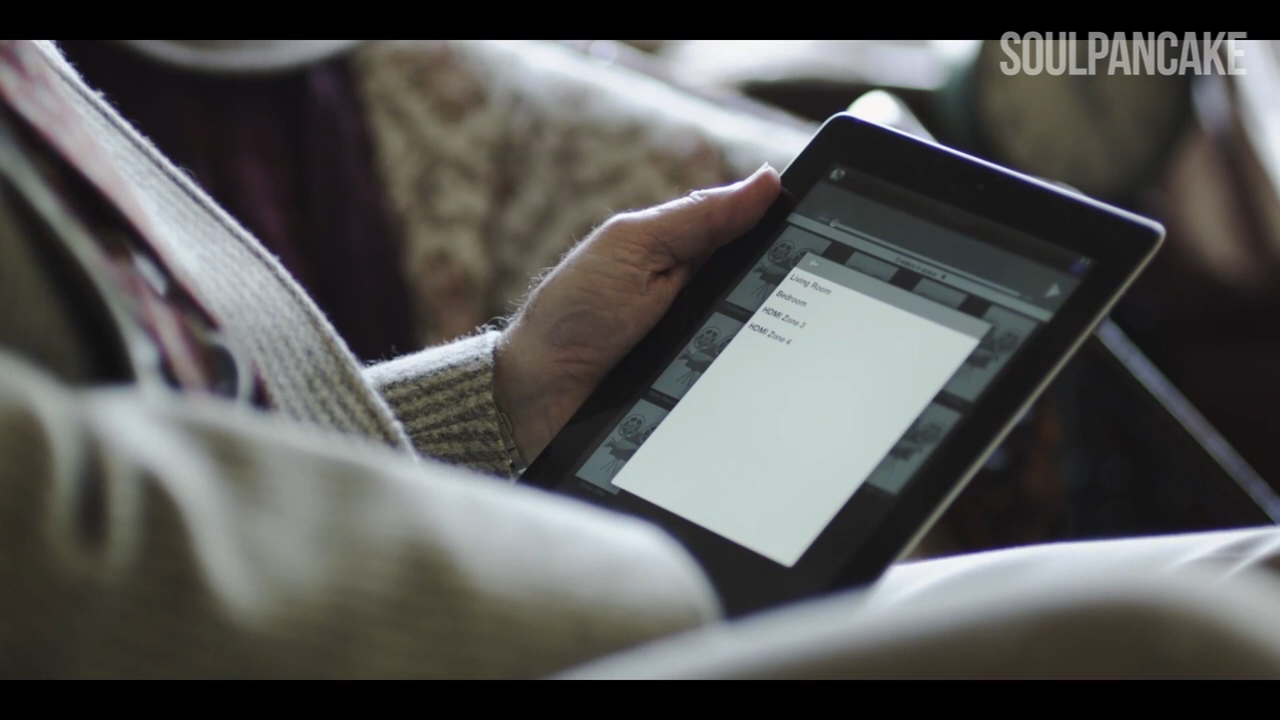 SOULPANCAKE
Living Room
Bedroom
HDMI Zone 3
HDMI Zone 4